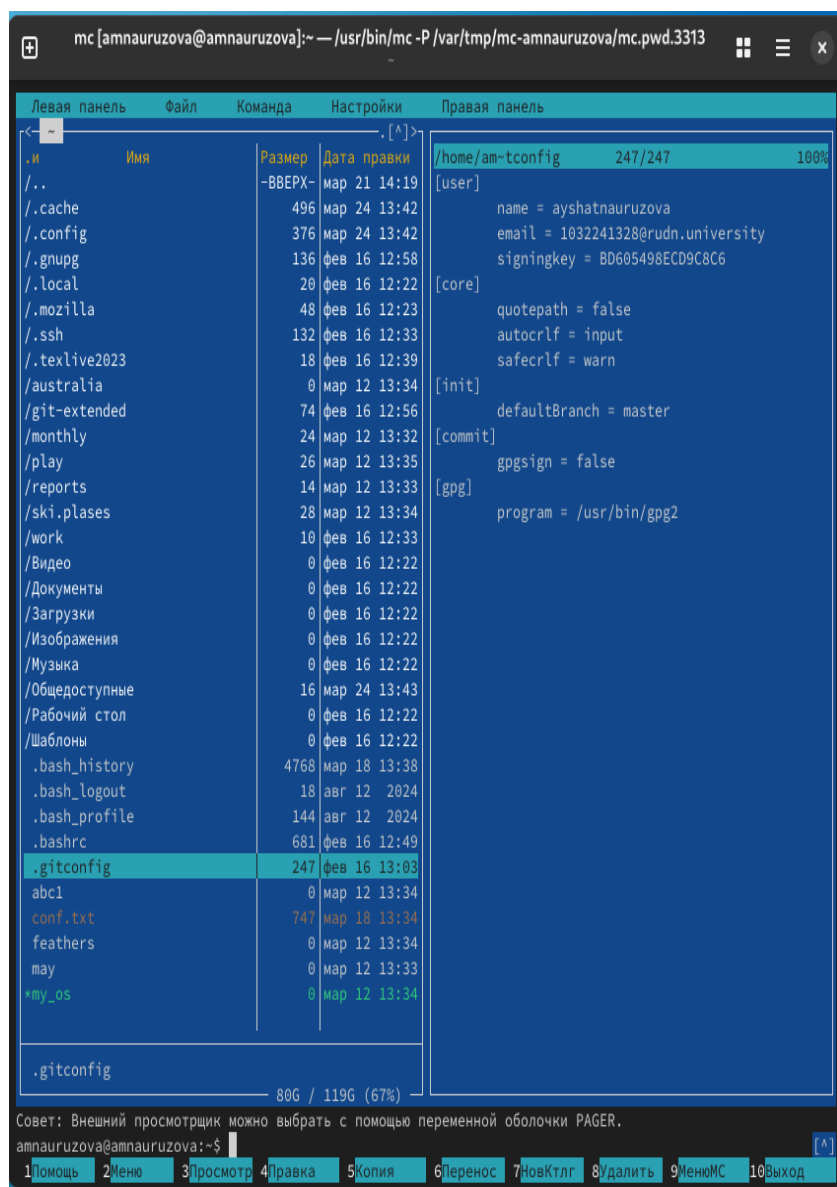 mc [amnauruzova@amnauruzova]:~ — /usr/bin/mc -P /var/tmp/mc-amnauruzova/mc.pwd.3313
~
Левая панель Файл Команда Настройки Правая панель
<─ ~ .[^]>
.и Имя Размер Дата правки
/.. -ВВЕРХ- мар 21 14:19
/.cache 496 мар 24 13:42
/.config 376 мар 24 13:42
/.gnupg 136 фев 16 12:58
/.local 20 фев 16 12:22
/.mozilla 48 фев 16 12:23
/.ssh 132 фев 16 12:33
/.texlive2023 18 фев 16 12:39
/australia 0 мар 12 13:34
/git-extended 74 фев 16 12:56
/monthly 24 мар 12 13:32
/play 26 мар 12 13:35
/reports 14 мар 12 13:33
/ski.plases 28 мар 12 13:34
/work 10 фев 16 12:33
/Видео 0 фев 16 12:22
/Документы 0 фев 16 12:22
/Загрузки 0 фев 16 12:22
/Изображения 0 фев 16 12:22
/Музыка 0 фев 16 12:22
/Общедоступные 16 мар 24 13:43
/Рабочий стол 0 фев 16 12:22
/Шаблоны 0 фев 16 12:22
.bash_history 4768 мар 18 13:38
.bash_logout 18 авг 12 2024
.bash_profile 144 авг 12 2024
.bashrc 681 фев 16 12:49
.gitconfig 247 фев 16 13:03
abc1 0 мар 12 13:34
conf.txt 747 мар 18 13:34
feathers 0 мар 12 13:34
may 0 мар 12 13:33
*my_os 0 мар 12 13:34
.gitconfig
80G / 119G (67%)
/home/am~tconfig 247/247 100%
[user]
name = ayshatnauruzova
email = 1032241328@rudn.university
signingkey = BD605498ECD9C8C6
[core]
quotepath = false
autocrlf = input
safecrlf = warn
[init]
defaultBranch = master
[commit]
gpgsign = false
[gpg]
program = /usr/bin/gpg2
Совет: Внешний просмотрщик можно выбрать с помощью переменной оболочки PAGER.
amnauruzova@amnauruzova:~$ [^]
1Помощь 2Меню 3Просмотр 4Правка 5Копия 6Перенос 7НовКтлг 8Удалить 9МенюMC 10Выход